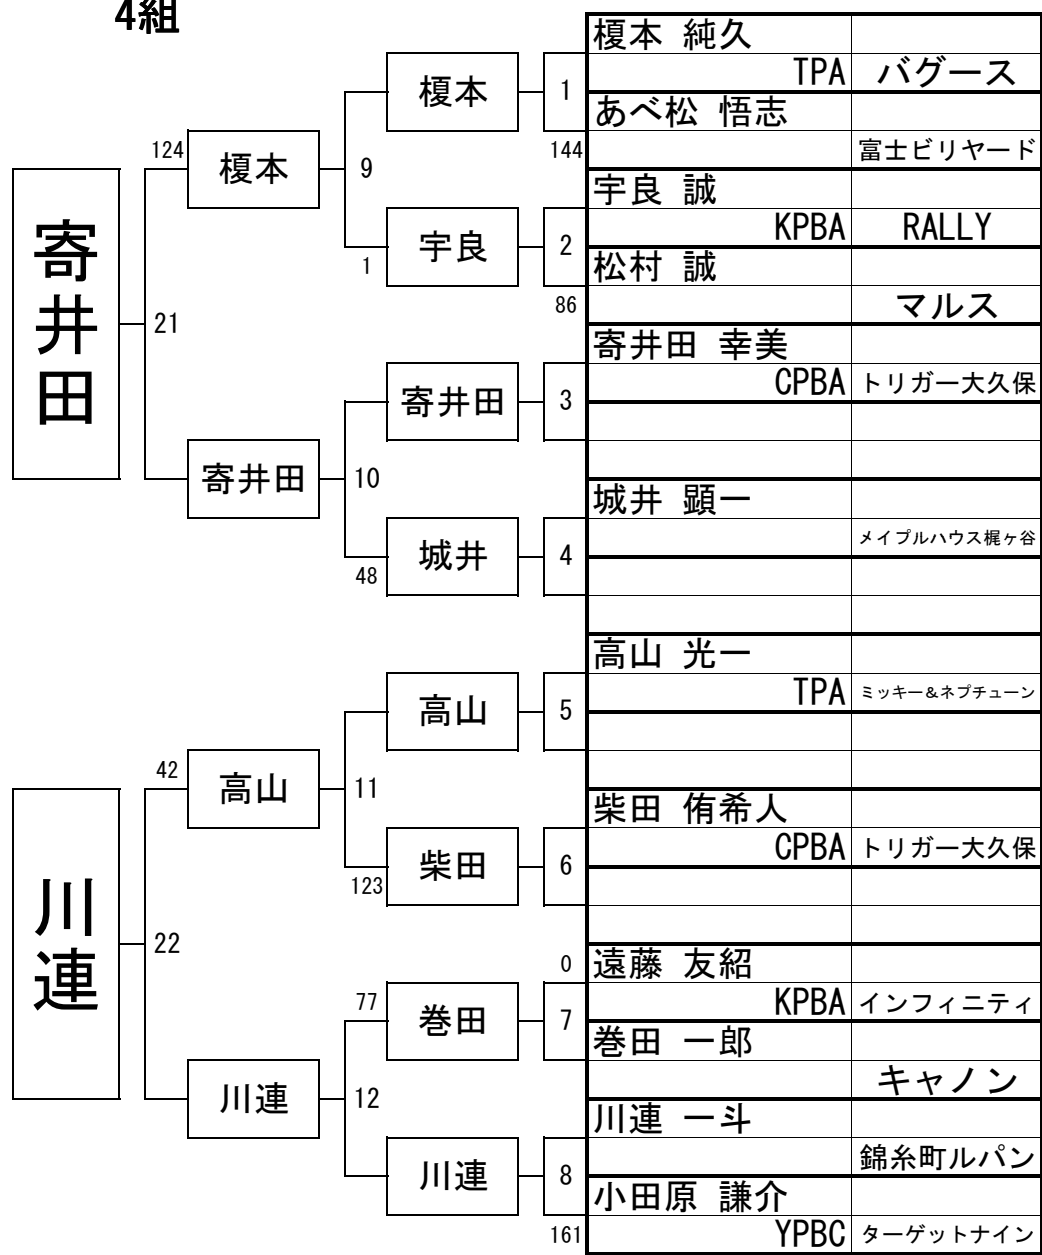 4組
榎本 純久
TPA バグース
榎本 1
あべ松 悟志
124 144 富士ビリヤード
榎本 9
宇良 誠
KPBA RALLY
宇良 2
1 松村 誠
86 マルス
寄井田 21
寄井田 幸美
CPBA トリガー大久保
寄井田 3
寄井田 10
城井 顕一
メイプルハウス梶ヶ谷
城井 4
48
高山 光一
TPA ミッキー&ネプチューン
高山 5
42
高山 11
柴田 侑希人
CPBA トリガー大久保
柴田 6
123
川連 22
0 遠藤 友紹
77 KPBA インフィニティ
巻田 7
巻田 一郎
キャノン
川連 12
川連 一斗
錦糸町ルパン
川連 8
小田原 謙介
161 YPBC ターゲットナイン